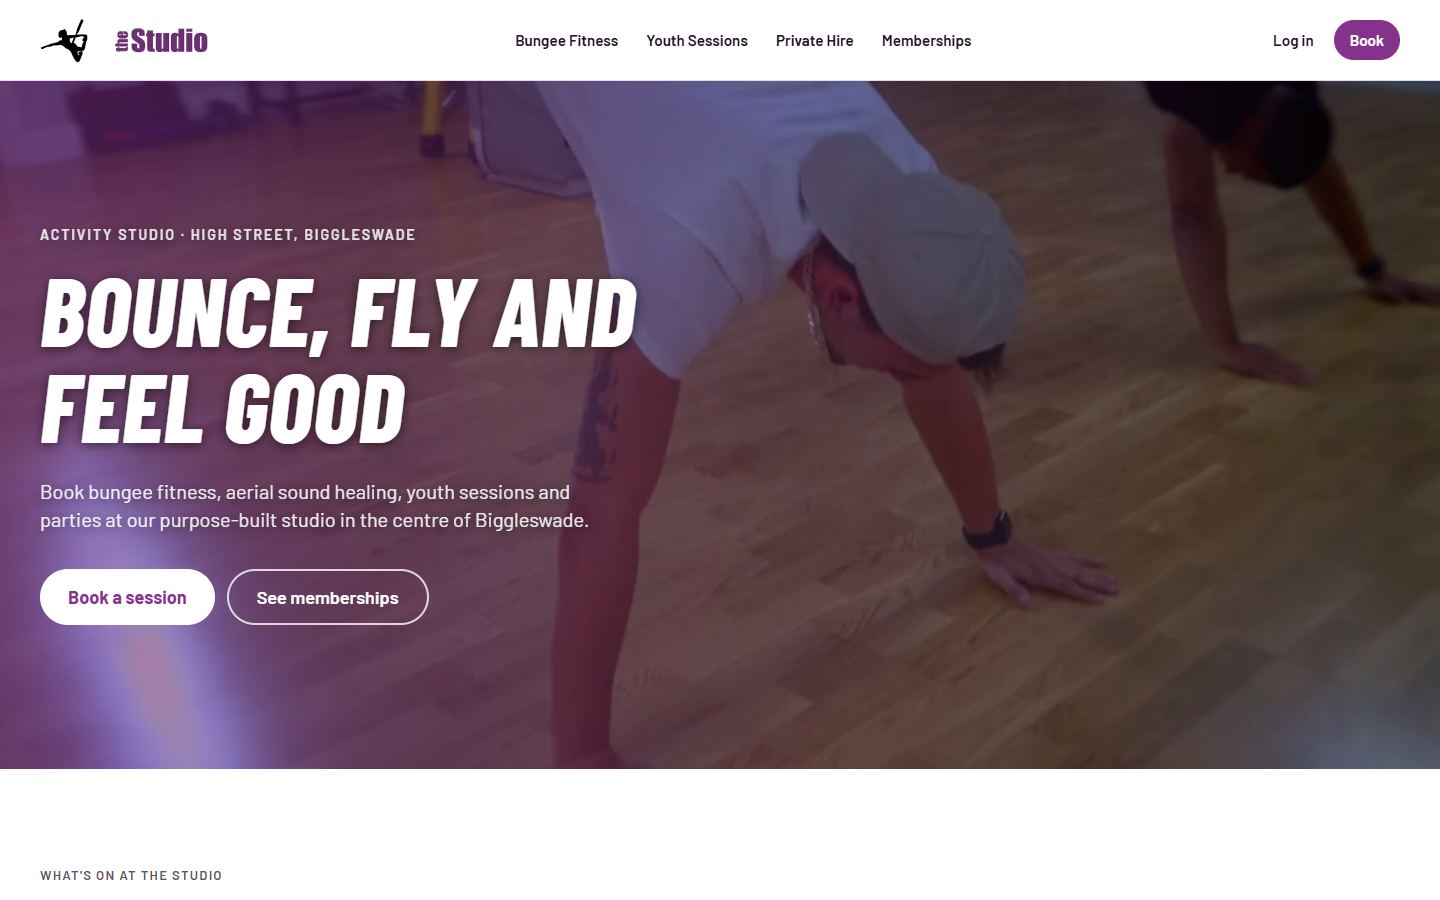 the Studio
Bungee Fitness
Youth Sessions
Private Hire
Memberships
Log in
Book
ACTIVITY STUDIO · HIGH STREET, BIGGLESWADE
BOUNCE, FLY AND
FEEL GOOD
Book bungee fitness, aerial sound healing, youth sessions and
parties at our purpose-built studio in the centre of Biggleswade.
Book a session
See memberships
WHAT'S ON AT THE STUDIO